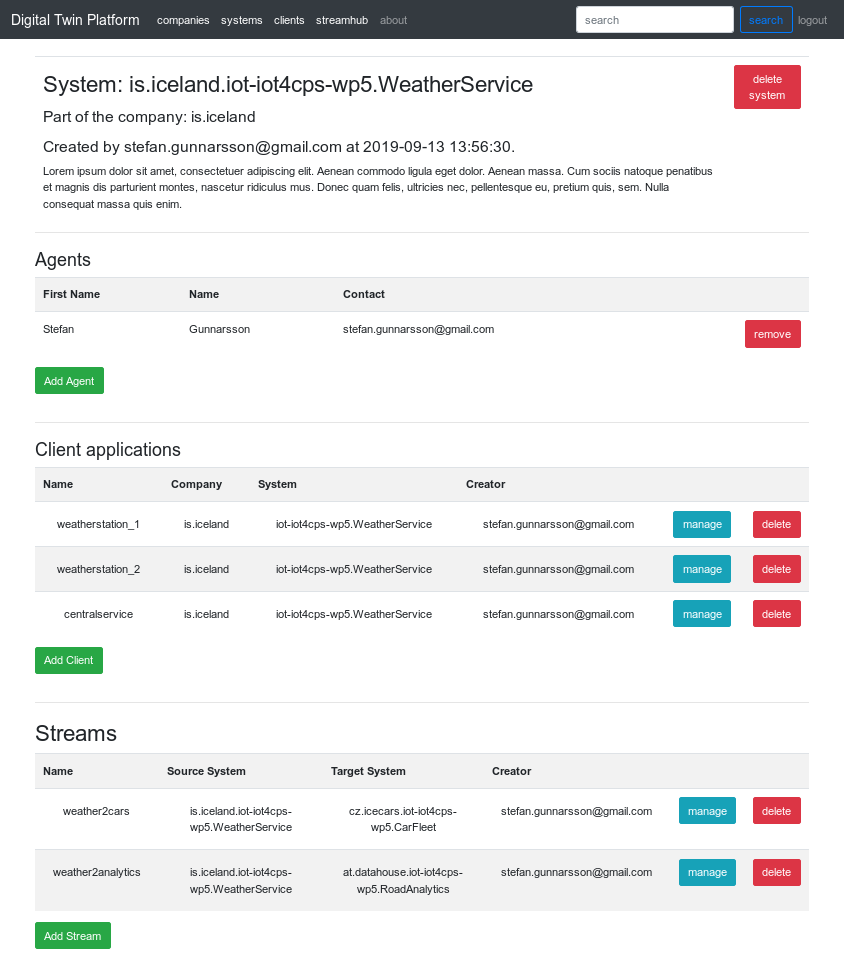 Digital Twin Platform companies systems clients streamhub about search search logout
System: is.iceland.iot-iot4cps-wp5.WeatherService
delete
system
Part of the company: is.iceland
Created by stefan.gunnarsson@gmail.com at 2019-09-13 13:56:30.
Lorem ipsum dolor sit amet, consectetuer adipiscing elit. Aenean commodo ligula eget dolor. Aenean massa. Cum sociis natoque penatibus
et magnis dis parturient montes, nascetur ridiculus mus. Donec quam felis, ultricies nec, pellentesque eu, pretium quis, sem. Nulla
consequat massa quis enim.
Agents
First Name Name Contact
Stefan Gunnarsson stefan.gunnarsson@gmail.com remove
Add Agent
Client applications
Name Company System Creator
weatherstation_1 is.iceland iot-iot4cps-wp5.WeatherService stefan.gunnarsson@gmail.com manage delete
weatherstation_2 is.iceland iot-iot4cps-wp5.WeatherService stefan.gunnarsson@gmail.com manage delete
centralservice is.iceland iot-iot4cps-wp5.WeatherService stefan.gunnarsson@gmail.com manage delete
Add Client
Streams
Name Source System Target System Creator
weather2cars is.iceland.iot-iot4cps- cz.icecars.iot-iot4cps- stefan.gunnarsson@gmail.com manage delete
wp5.WeatherService wp5.CarFleet
weather2analytics is.iceland.iot-iot4cps- at.datahouse.iot-iot4cps- stefan.gunnarsson@gmail.com manage delete
wp5.WeatherService wp5.RoadAnalytics
Add Stream